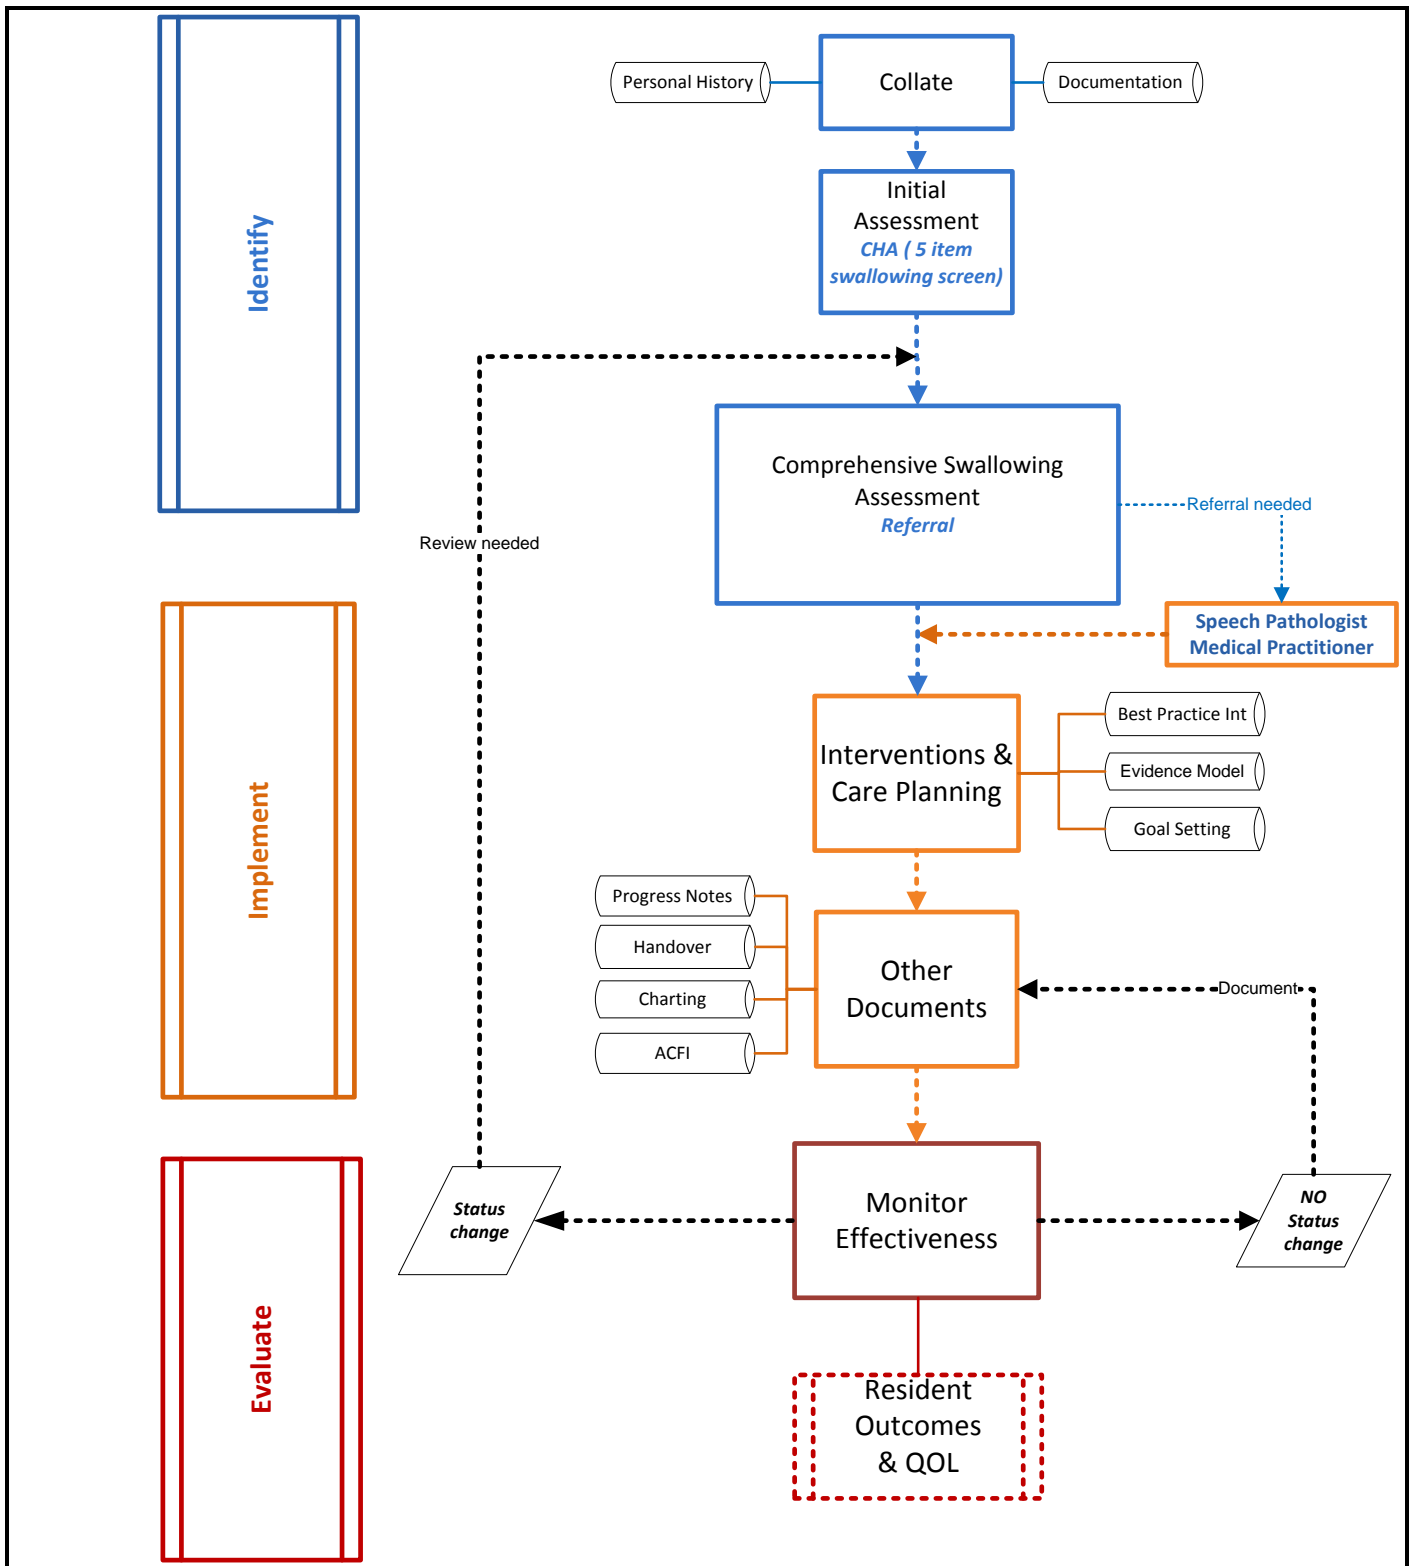 Identify
Personal History
Collate
Documentation
Initial
Assessment
CHA ( 5 item
swallowing screen)
Comprehensive Swallowing
Assessment
Referral
Referral needed
Review needed
Speech Pathologist
Medical Practitioner
Implement
Interventions &
Care Planning
Best Practice Int
Evidence Model
Goal Setting
Progress Notes
Handover
Charting
ACFI
Other
Documents
Document
Evaluate
Status
change
Monitor
Effectiveness
NO
Status
change
Resident
Outcomes
& QOL